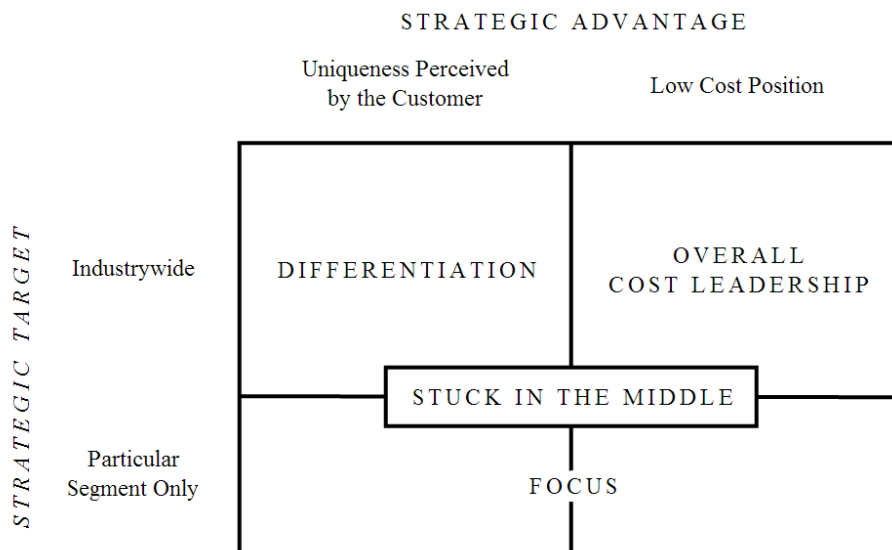 STRATEGIC ADVANTAGE
Uniqueness Perceived
by the Customer
Low Cost Position
STRATEGIC TARGET
Industrywide
DIFFERENTIATION
OVERALL
COST LEADERSHIP
STUCK IN THE MIDDLE
Particular
Segment Only
FOCUS